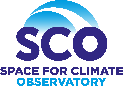 SCO
SPACE FOR CLIMATE
OBSERVATORY